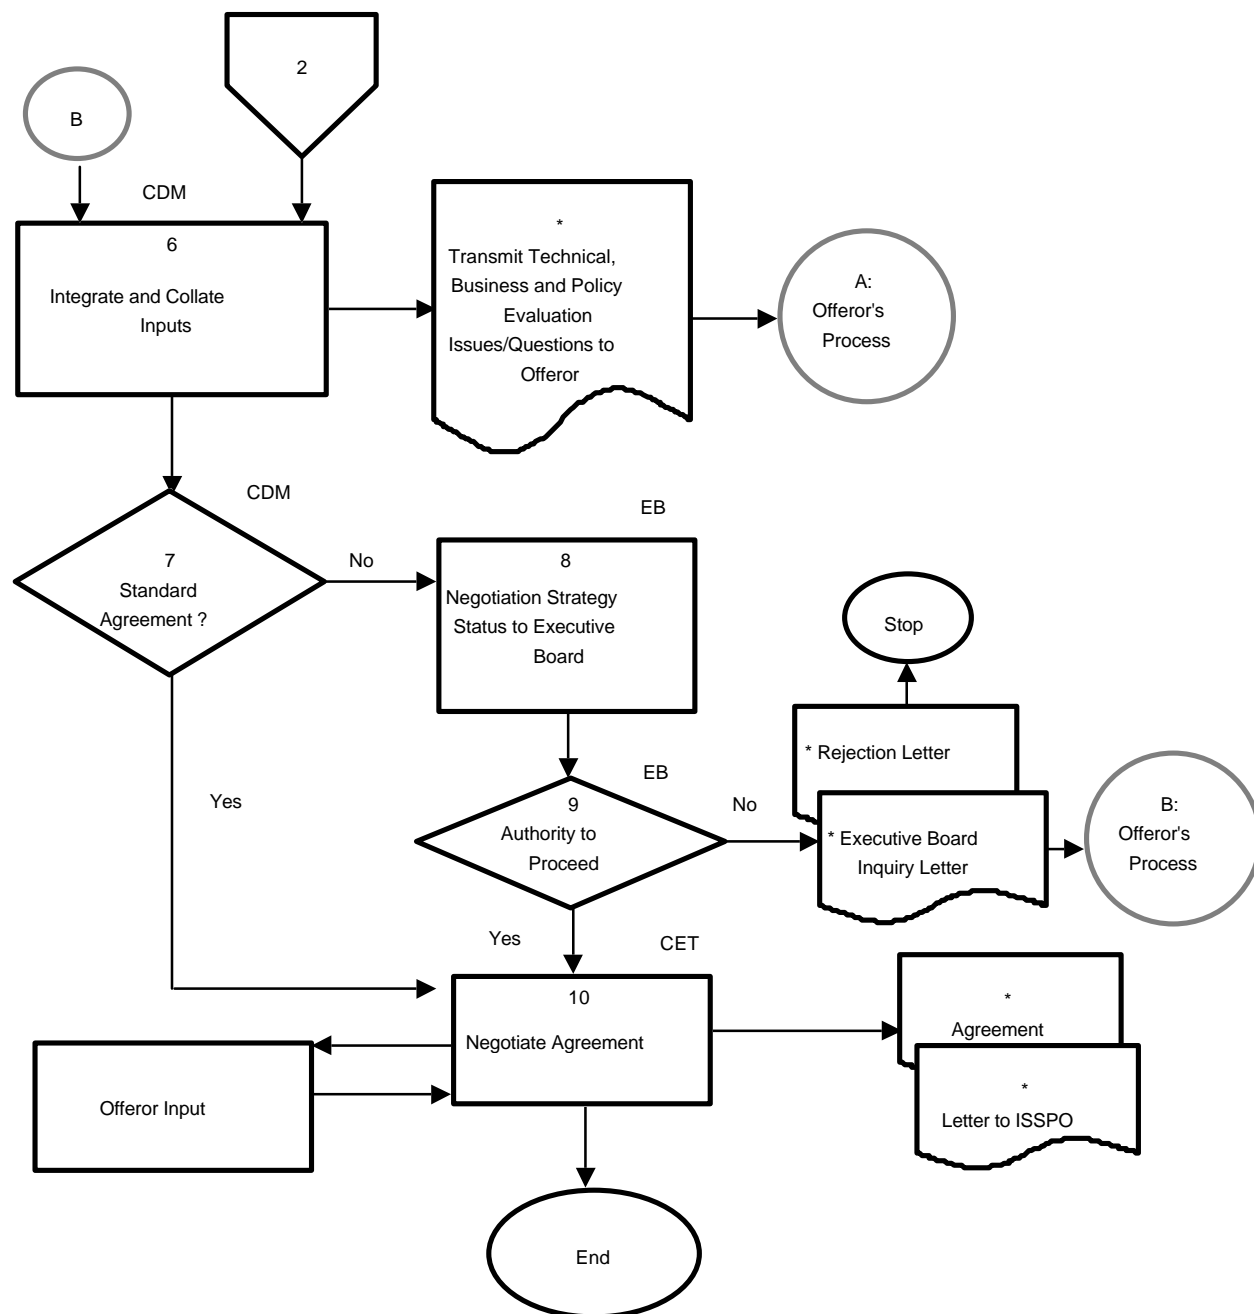 2
B
CDM
6
Integrate and Collate
Inputs
*
Transmit Technical,
Business and Policy
Evaluation
Issues/Questions to
Offeror
A:
Offeror's
Process
CDM
7
Standard
Agreement ?
No
EB
8
Negotiation Strategy
Status to Executive
Board
Stop
* Rejection Letter
Yes
EB
9
Authority to
Proceed
No
* Executive Board
Inquiry Letter
B:
Offeror's
Process
Yes
CET
10
Negotiate Agreement
*
Agreement
*
Letter to ISSPO
Offeror Input
End